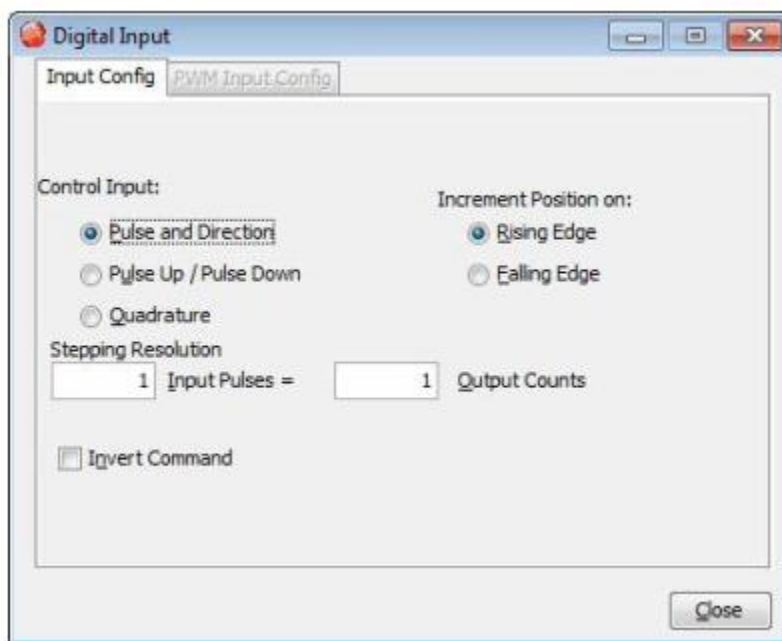 Digital Input
Input Config PWM Input Config
Control Input:
Increment Position on:
Pulse and Direction
Rising Edge
Pulse Up / Pulse Down
Falling Edge
Quadrature
Stepping Resolution
1 Input Pulses = 1 Output Counts
Invert Command
Close